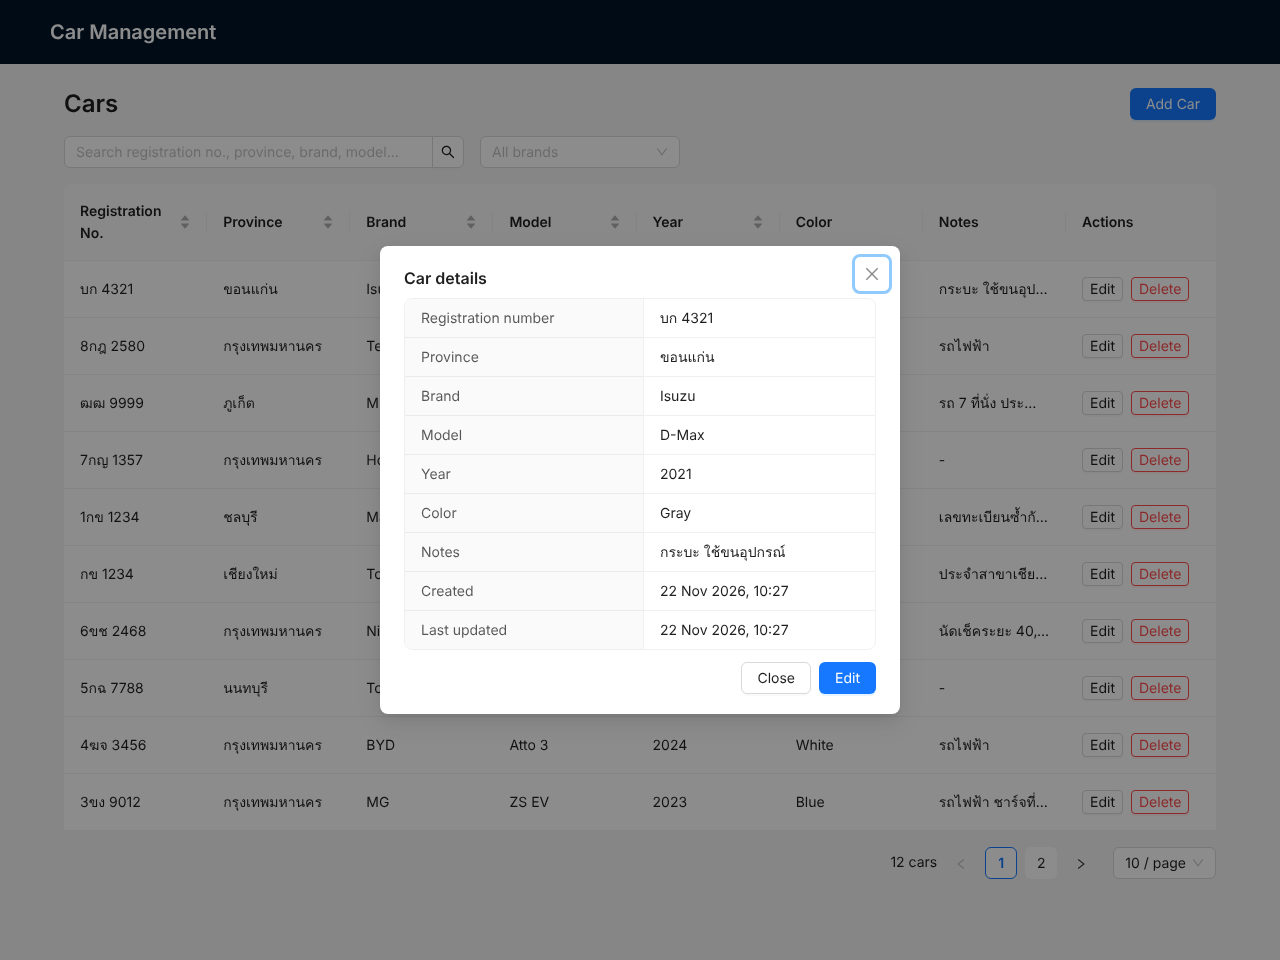 Car Management
Cars
Add Car
Search registration no., province, brand, model...
All brands
Registration No.
Province
Brand
Model
Year
Color
Notes
Actions
บก 4321
ขอนแก่น
กระบะ ใช้ขนอุป...
Edit
Delete
8กฎ 2580
กรุงเทพมหานคร
รถไฟฟ้า
Edit
Delete
ฒฒ 9999
ภูเก็ต
รถ 7 ที่นั่ง ประ...
Edit
Delete
7กญ 1357
กรุงเทพมหานคร
-
Edit
Delete
1กข 1234
ชลบุรี
เลขทะเบียนซ้ำกั...
Edit
Delete
กข 1234
เชียงใหม่
ประจำสาขาเชีย...
Edit
Delete
6ขช 2468
กรุงเทพมหานคร
นัดเช็คระยะ 40,...
Edit
Delete
5กฉ 7788
นนทบุรี
-
Edit
Delete
4ฆจ 3456
กรุงเทพมหานคร
BYD
Atto 3
2024
White
รถไฟฟ้า
Edit
Delete
3ขง 9012
กรุงเทพมหานคร
MG
ZS EV
2023
Blue
รถไฟฟ้า ชาร์จที่...
Edit
Delete
12 cars
1
2
10 / page
Car details
Registration number
บก 4321
Province
ขอนแก่น
Brand
Isuzu
Model
D-Max
Year
2021
Color
Gray
Notes
กระบะ ใช้ขนอุปกรณ์
Created
22 Nov 2026, 10:27
Last updated
22 Nov 2026, 10:27
Close
Edit